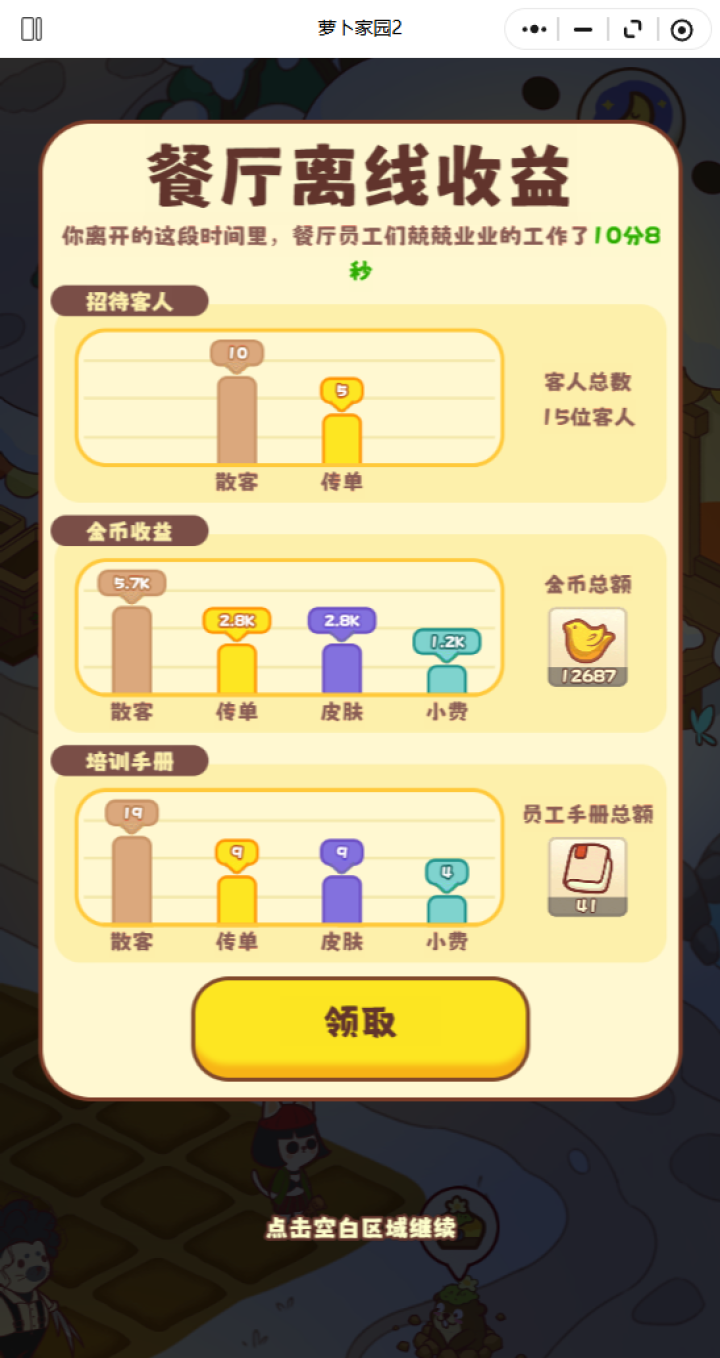 萝卜家园2
餐厅离线收益
你离开的这段时间里，餐厅员工们兢兢业业的工作了10分8
秒
招待客人
10
5
散客
传单
客人总数
15位客人
金币收益
5.7K
2.8K
2.8K
1.2K
散客
传单
皮肤
小费
金币总额
12687
培训手册
19
9
9
4
散客
传单
皮肤
小费
员工手册总额
41
领取
点击空白区域继续